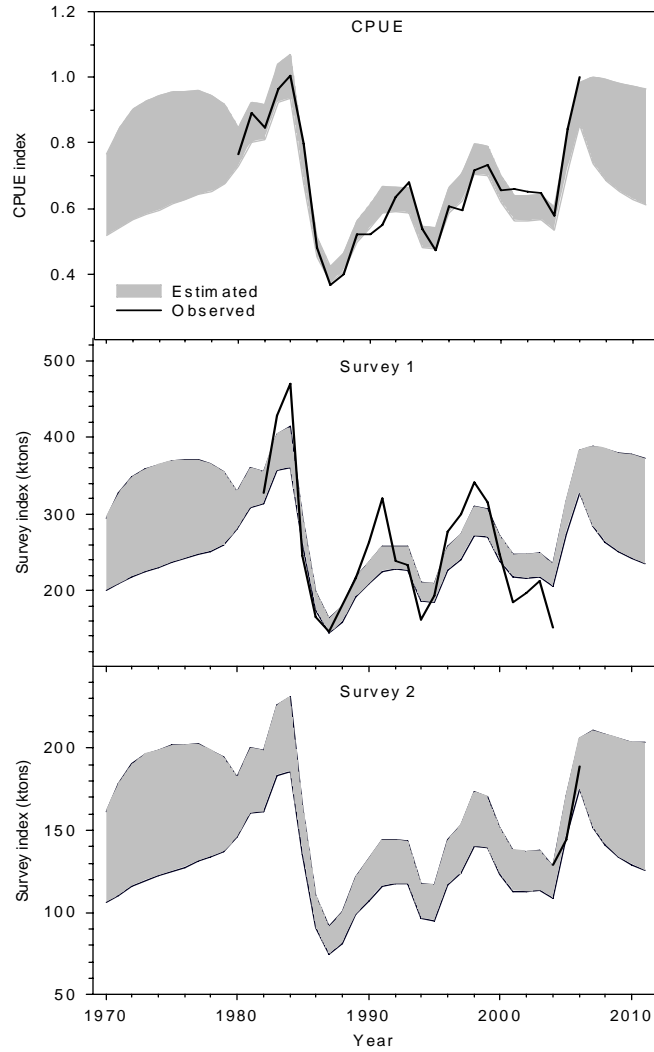 CPUE
1.2
1.0
0.8
0.6
0.4
CPUE index
Estimated
Observed
Survey 1
500
400
300
200
Survey index (ktons)
Survey 2
200
150
100
50
Survey index (ktons)
1970 1980 1990 2000 2010
Year